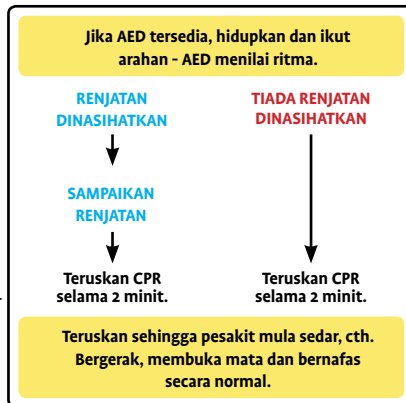 Jika AED tersedia, hidupkan dan ikut
arahan - AED menilai ritma.
RENJATAN
DINASIHATKAN
TIADA RENJATAN
DINASIHATKAN
SAMPAIKAN
RENJATAN
Teruskan CPR
selama 2 minit.
Teruskan CPR
selama 2 minit.
Teruskan sehingga pesakit mula sedar, cth.
Bergerak, membuka mata dan bernafas
secara normal.